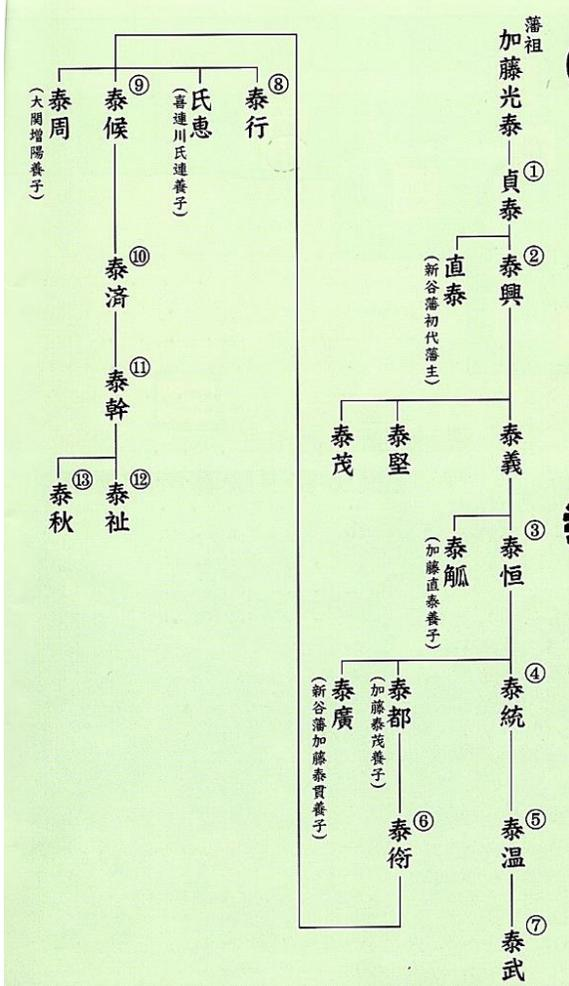 藩祖
加藤光泰
①
貞泰
②
泰興
直泰
(新谷藩初代藩主)
泰義
泰堅
泰茂
③
泰恒
泰觚
(加藤直泰養子)
④
泰統
泰都
(加藤泰茂養子)
泰廣
(新谷藩加藤泰貫養子)
⑤
泰温
⑥
泰衑
⑦
泰武
⑧
泰行
氏恵
(喜連川氏連養子)
⑨
泰候
泰周
(大関増陽養子)
⑩
泰済
⑪
泰幹
⑫
泰祉
⑬
泰秋